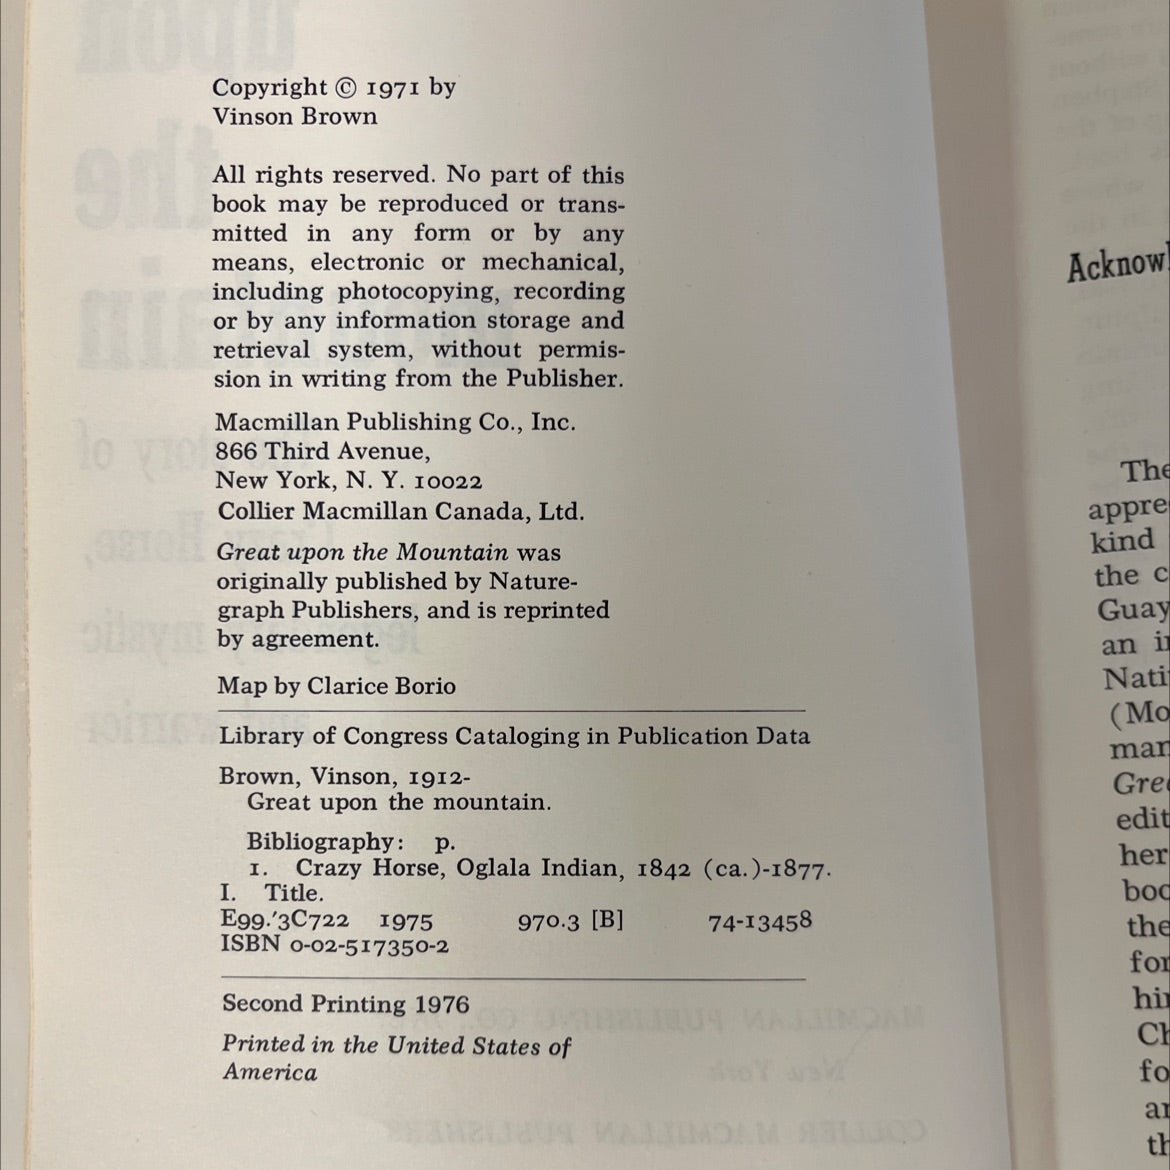 Copyright © 1971 by
Vinson Brown
All rights reserved. No part of this
book may be reproduced or trans-
mitted in any form or by any
means, electronic or mechanical,
including photocopying, recording
or by any information storage and
retrieval system, without permis-
sion in writing from the Publisher.
Macmillan Publishing Co., Inc.
866 Third Avenue,
New York, N. Y. 10022
Collier Macmillan Canada, Ltd.
Great upon the Mountain was
originally published by Nature-
graph Publishers, and is reprinted
by agreement.
Map by Clarice Borio
Library of Congress Cataloging in Publication Data
Brown, Vinson, 1912-
Great upon the mountain.
Bibliography: p.
1. Crazy Horse, Oglala Indian, 1842 (ca.)-1877.
I. Title.
E99.'3C722 1975 970.3 [B] 74-13458
ISBN 0-02-517350-2
Second Printing 1976
Printed in the United States of
America
Acknowl
The
appre
kind
the c
Guay
an i
Nati
(Mo
man
Gre
edit
her
boo
the
for
hi
Ch
fo
a
th